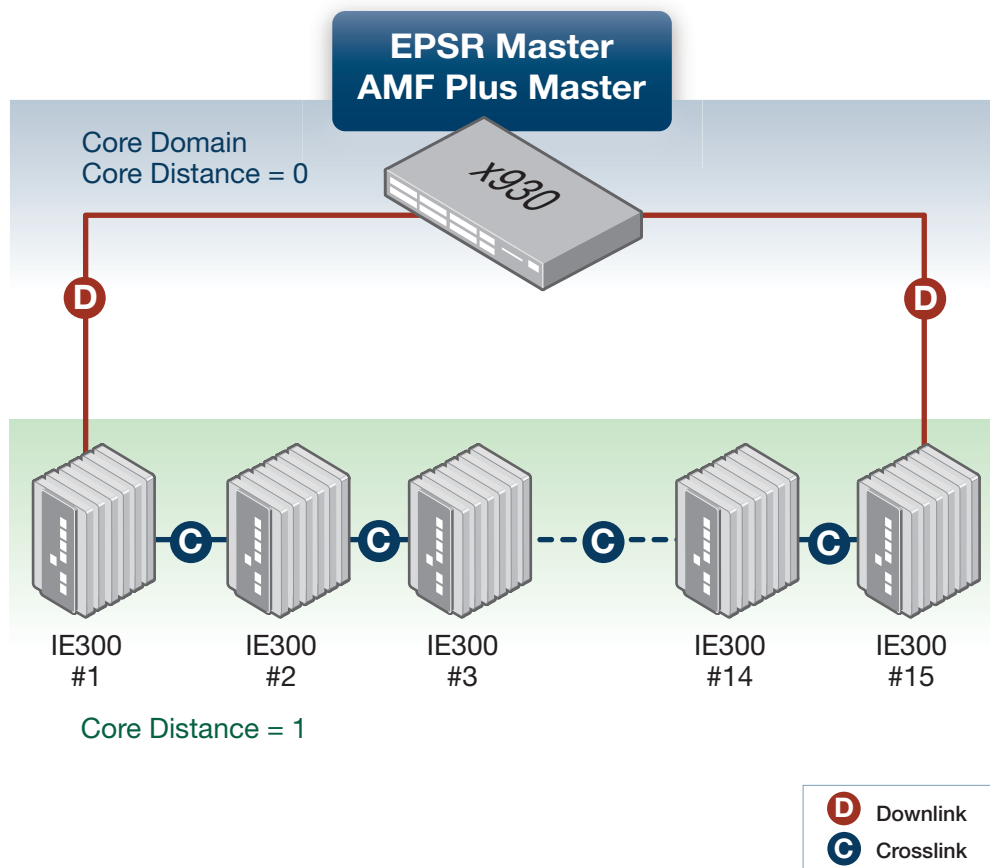 EPSR Master
AMF Plus Master
Core Domain
Core Distance = 0
x930
D
D
C
C
C
C
IE300
#1
IE300
#2
IE300
#3
IE300
#14
IE300
#15
Core Distance = 1
D Downlink
C Crosslink